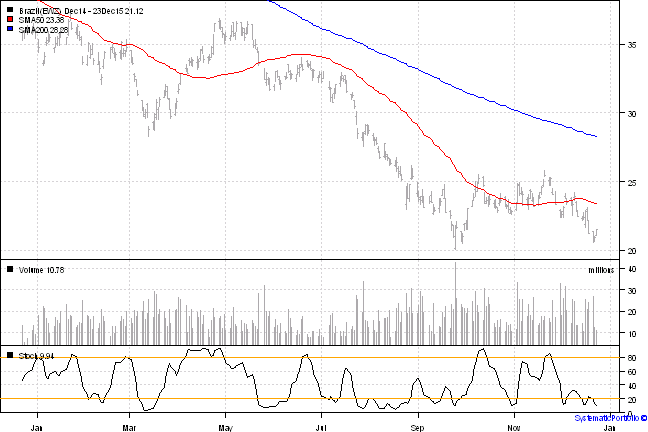 Brazil(EWZ) Dec14 - 23Dec15 21.12
SMA50 23.38
SMA200 28.28
35
30
25
20
Volume 10.78
millions
40
30
20
10
Stoch 9.94
80
60
40
20
0
Jan Mar May Jul Sep Nov Jan
SystematicPortfolio ©